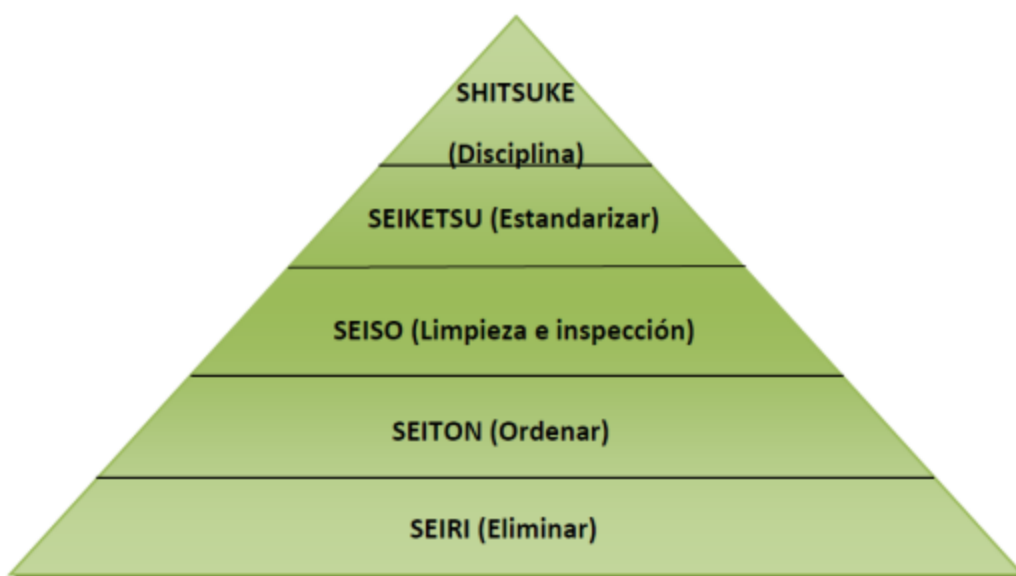 SHITSUKE
(Disciplina)
SEIKETSU (Estandarizar)
SEISO (Limpieza e inspección)
SEITON (Ordenar)
SEIRI (Eliminar)